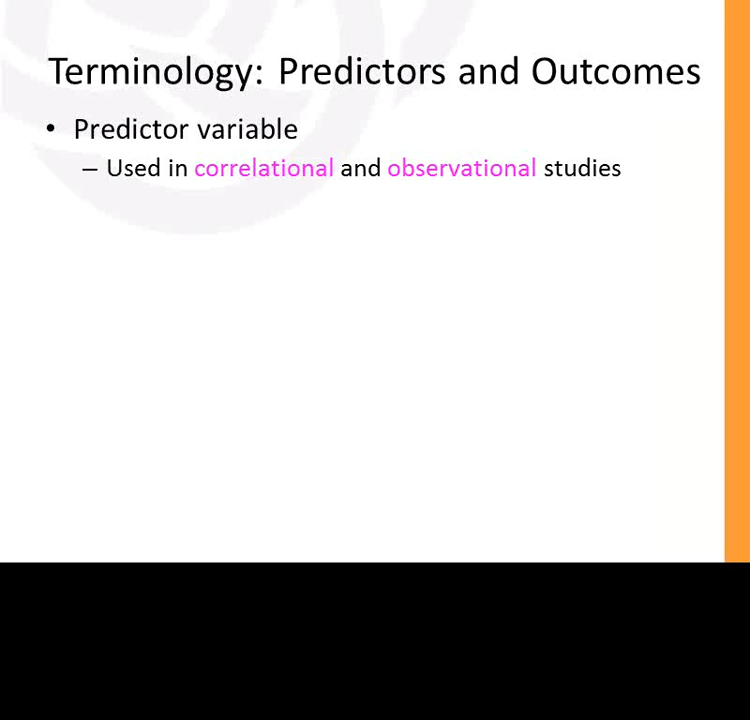 Terminology: Predictors and Outcomes
• Predictor variable
– Used in correlational and observational studies